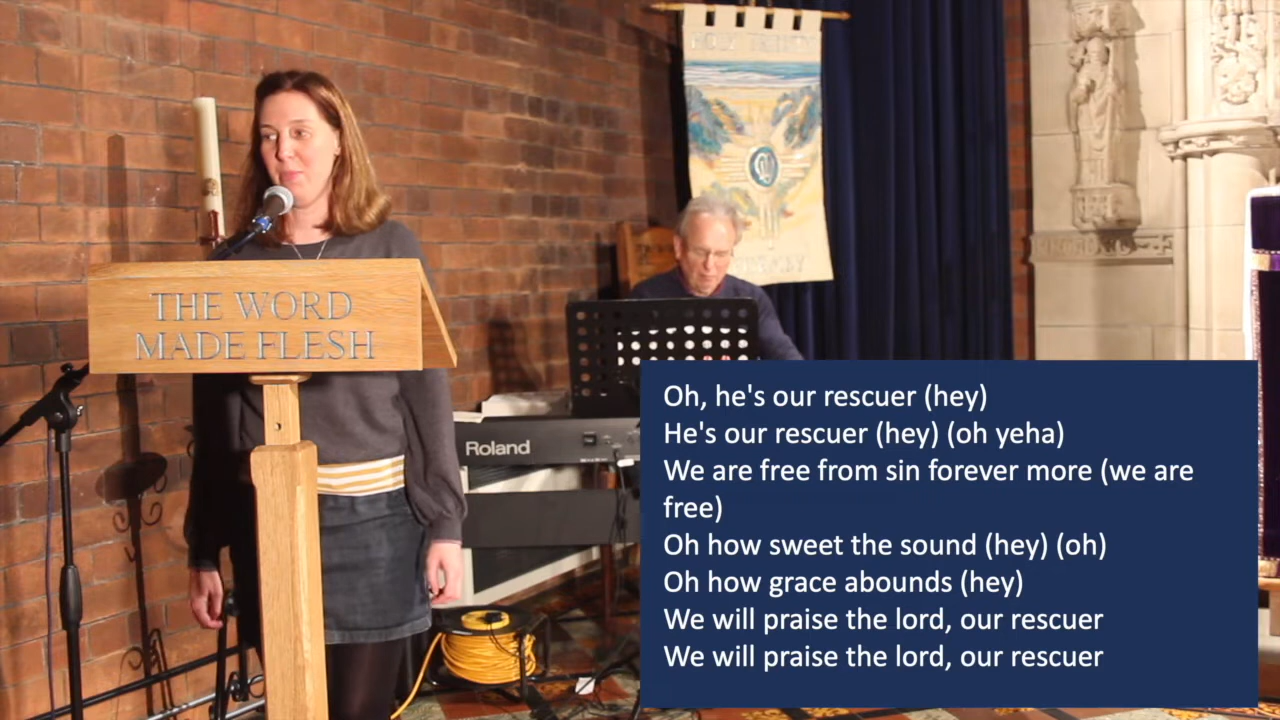 HOLY TRINITY
THE WORD
MADE FLESH
Roland
Oh, he's our rescuer (hey)
He's our rescuer (hey) (oh yeha)
We are free from sin forever more (we are
free)
Oh how sweet the sound (hey) (oh)
Oh how grace abounds (hey)
We will praise the lord, our rescuer
We will praise the lord, our rescuer